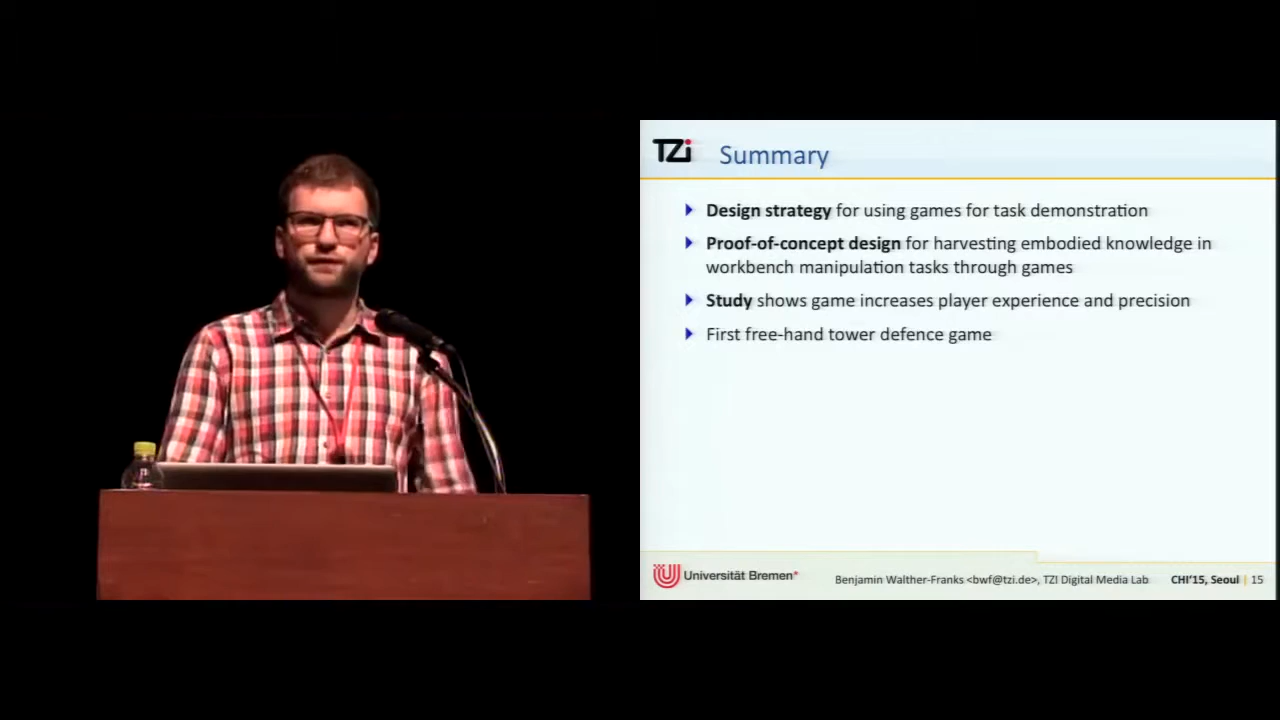 TZi Summary
Design strategy for using games for task demonstration
Proof-of-concept design for harvesting embodied knowledge in
workbench manipulation tasks through games
Study shows game increases player experience and precision
First free-hand tower defence game
Universität Bremen* Benjamin Walther-Franks <bwf@tzi.de>, TZI Digital Media Lab CHI'15, Seoul | 15